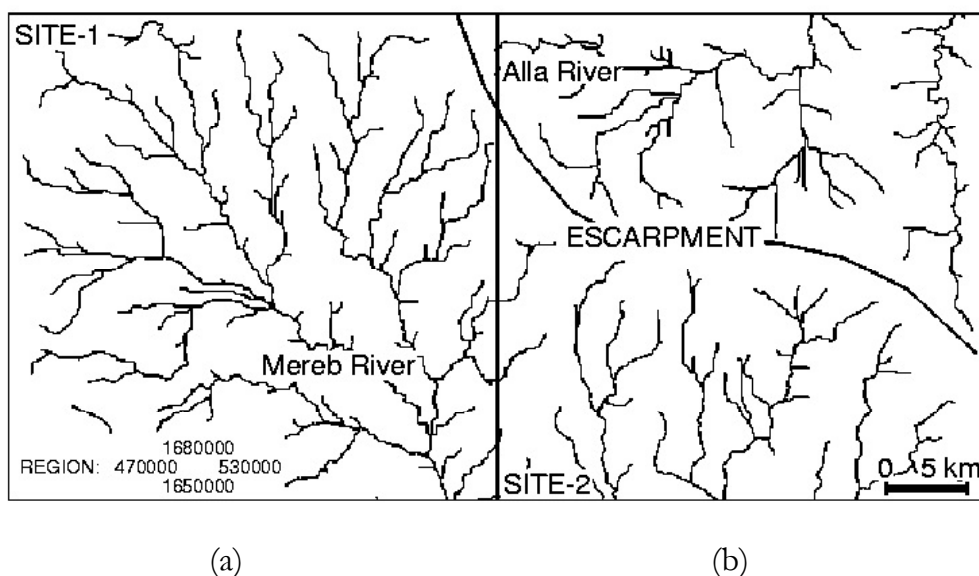 SITE-1
Alla River
ESCARPMENT
Mereb River
1680000
REGION: 470000 530000
1650000
SITE-2
0 5 km
(a) (b)